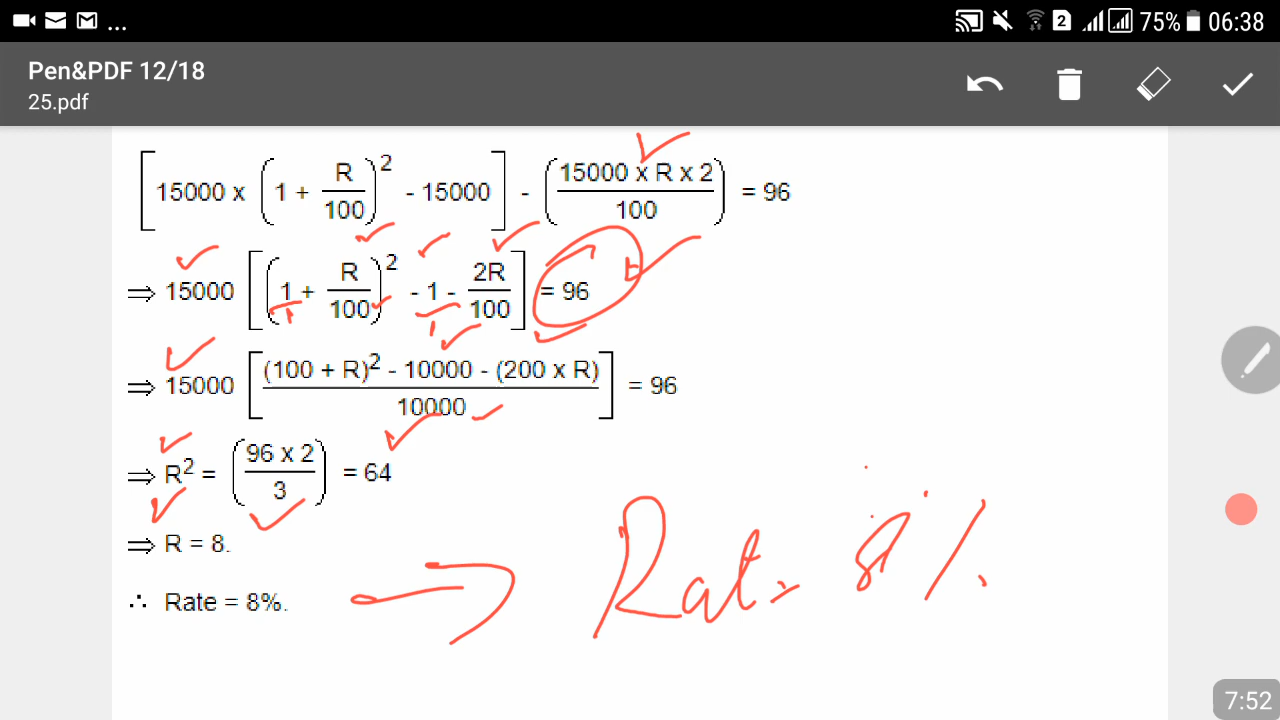 ... 2 75% 06:38
Pen&PDF 12/18
25.pdf
[15000 x (1 + R/100)² - 15000] - (15000 x R x 2/100) = 96
⇒ 15000 [(1 + R/100)² - 1 - 2R/100] = 96
⇒ 15000 [(100 + R)² - 10000 - (200 x R)/10000] = 96
⇒ R² = (96 x 2/3) = 64
⇒ R = 8.
∴ Rate = 8%.
Rat= 8%
7:52